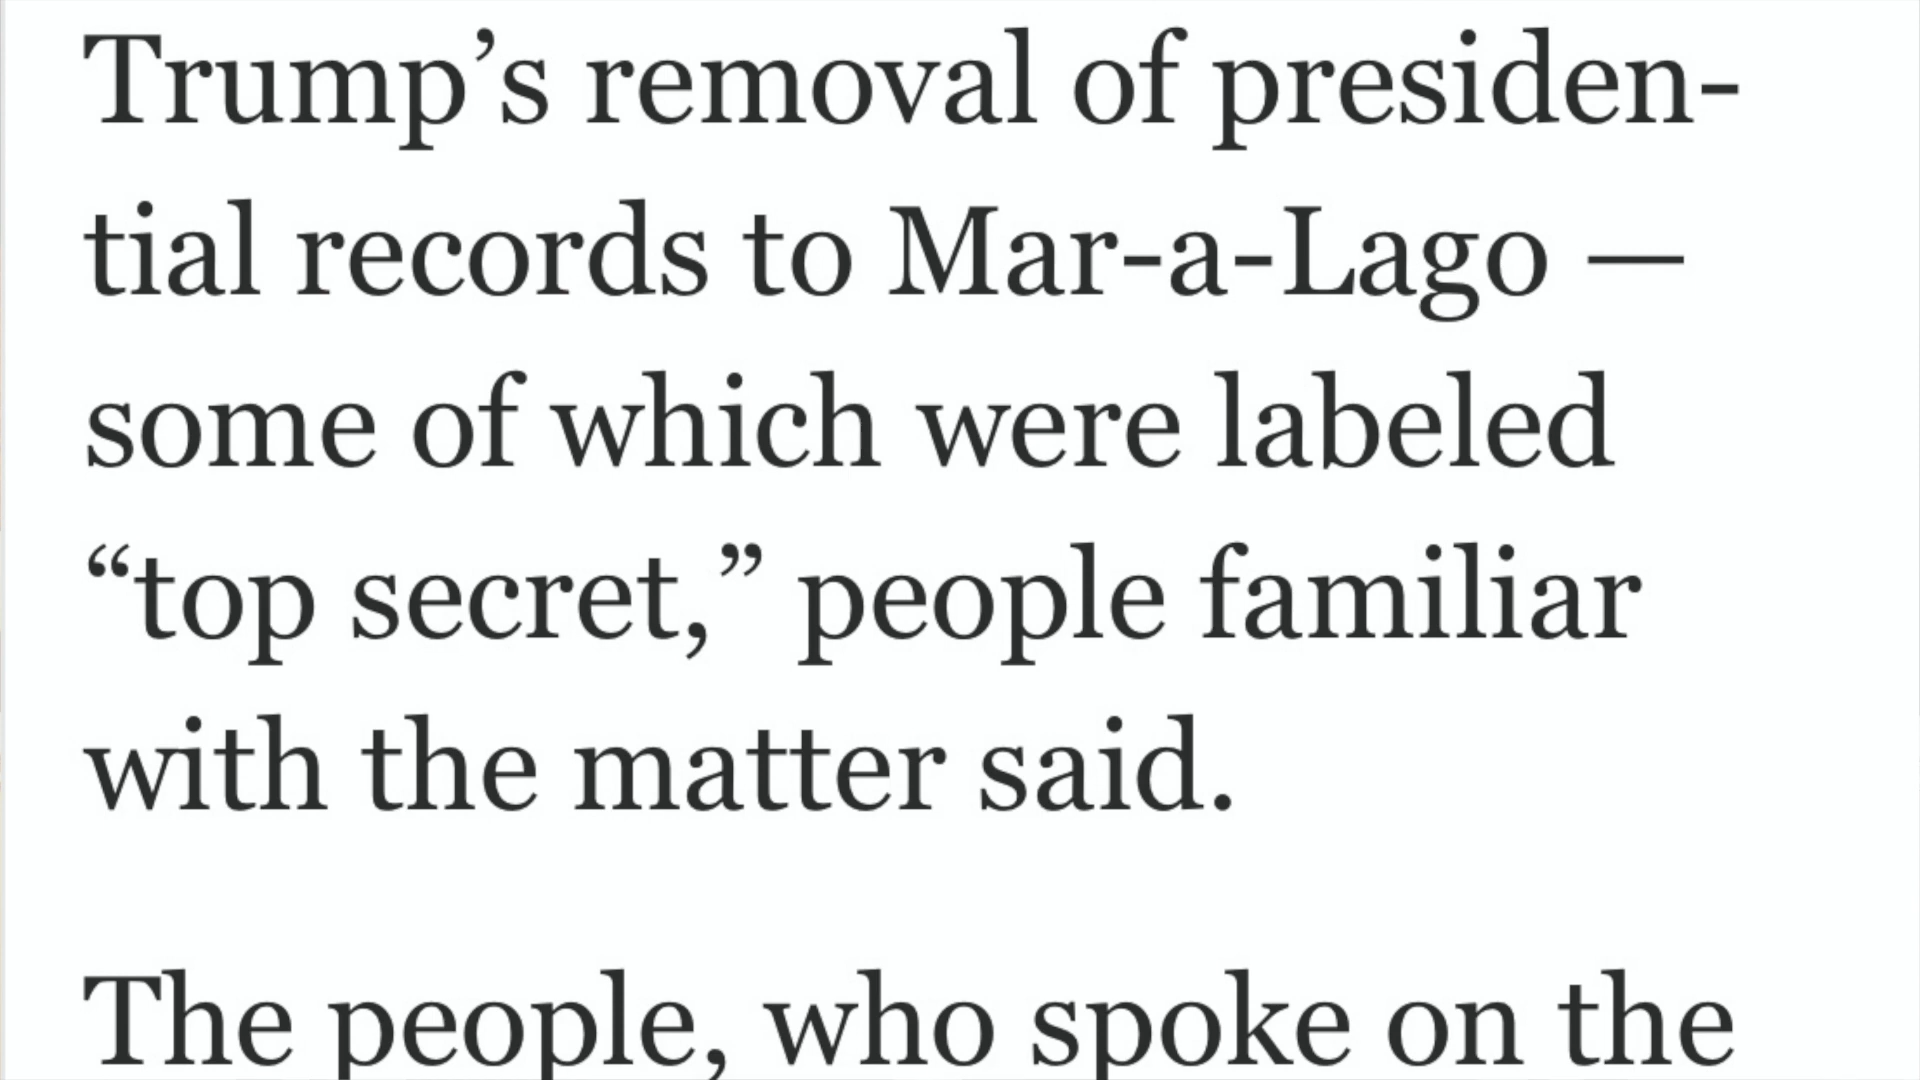 Trump’s removal of presiden-
tial records to Mar-a-Lago —
some of which were labeled
“top secret,” people familiar
with the matter said.
The people, who spoke on the